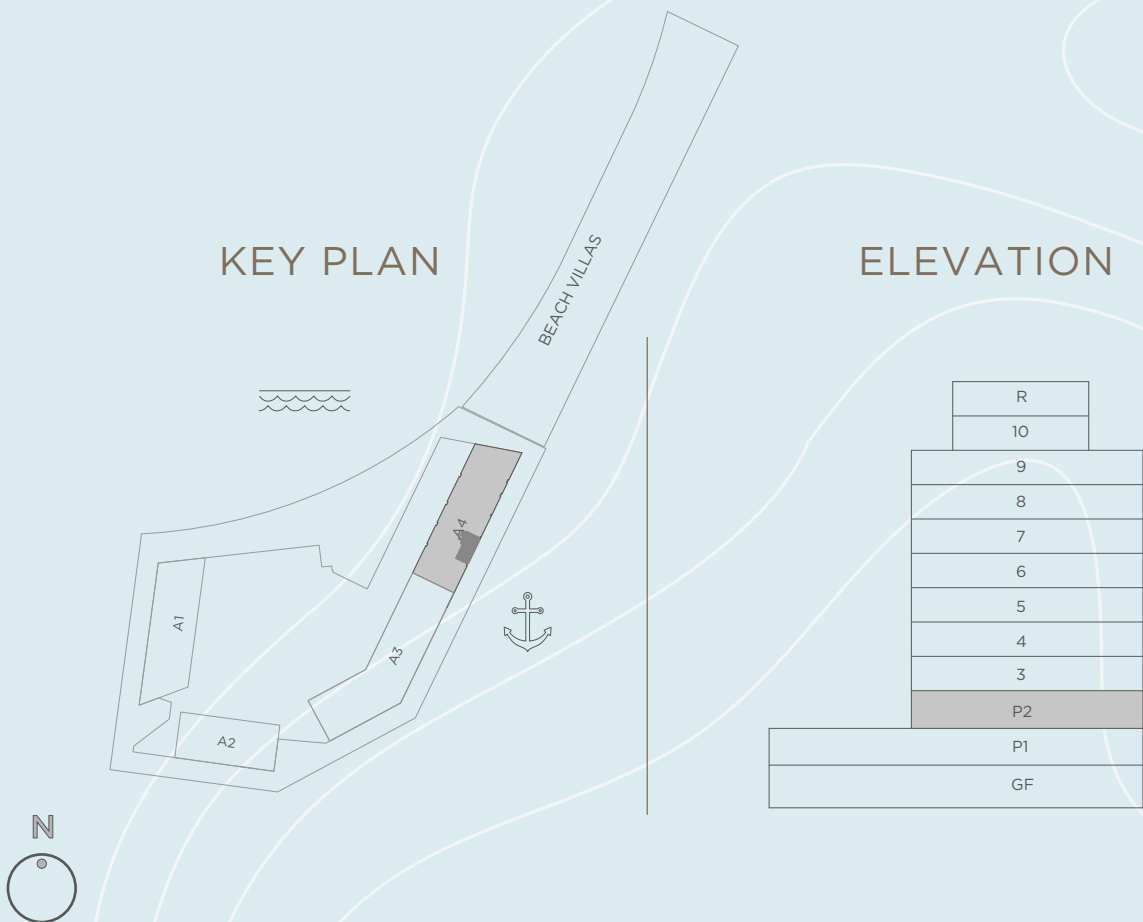 KEY PLAN
BEACH VILLAS
A4
A3
A1
A2
N
ELEVATION
R
10
9
8
7
6
5
4
3
P2
P1
GF